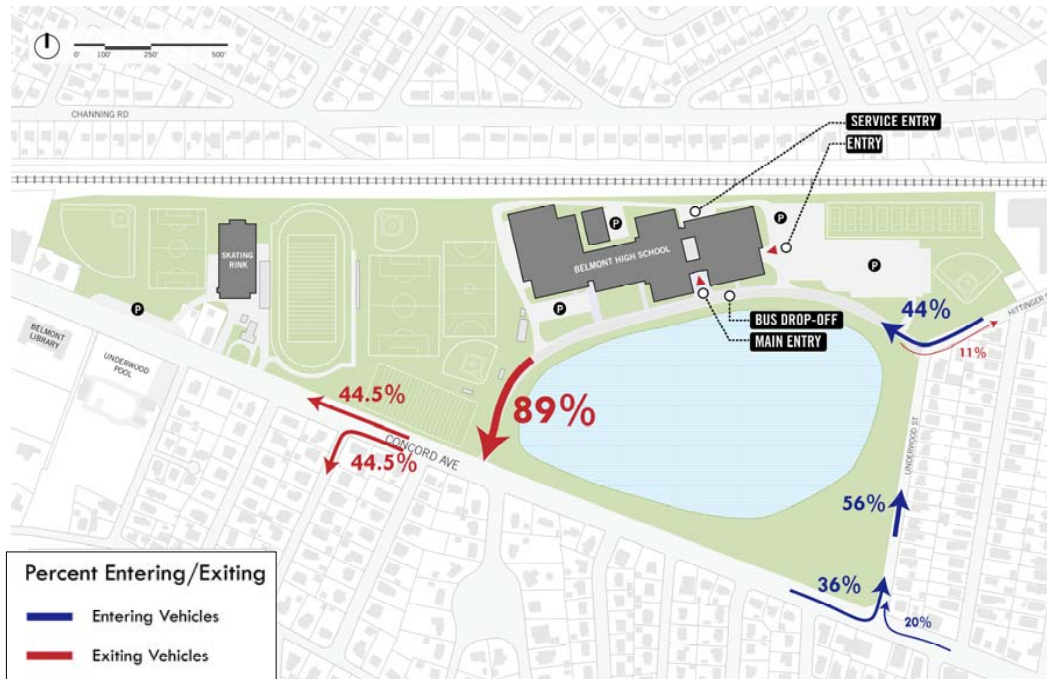 0' 100' 250' 500'
CHANNING RD
SERVICE ENTRY
ENTRY
P
P
SKATING
RINK
BELMONT HIGH SCHOOL
P
P
P
BELMONT
LIBRARY
UNDERWOOD
POOL
BUS DROP-OFF
MAIN ENTRY
44%
11%
44.5%
89%
CONCORD AVE
44.5%
UNDERWOOD ST
56%
36%
20%
Percent Entering/Exiting
Entering Vehicles
Exiting Vehicles